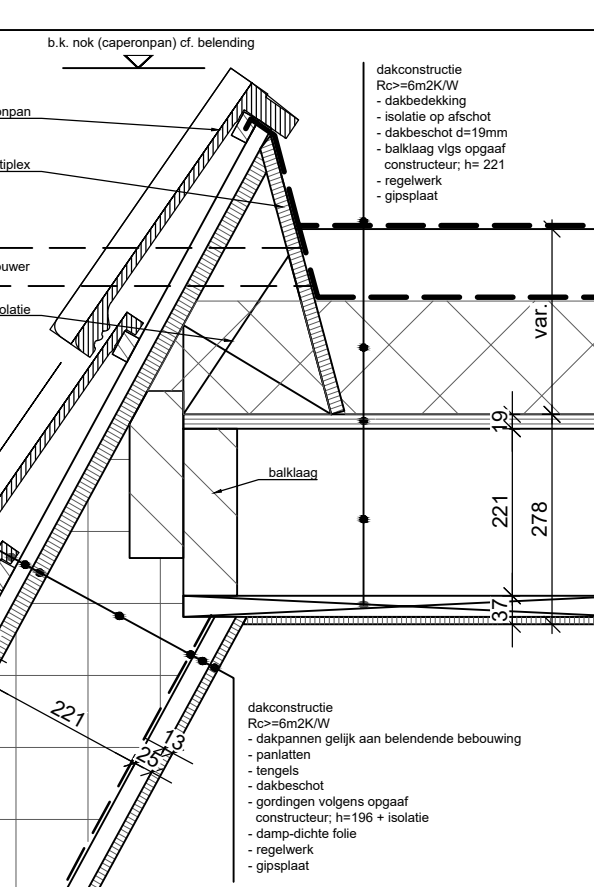 b.k. nok (caperonpan) cf. belending
dakconstructie
Rc>=6m2K/W
- dakbedekking
- isolatie op afschot
- dakbeschot d=19mm
- balklaag vlgs opgaaf
constructeur; h= 221
- regelwerk
- gipsplaat
onpan
tiplex
ouwer
olatie
var.
19
balklaag
221
278
37
221
13
25
dakconstructie
Rc>=6m2K/W
- dakpannen gelijk aan belendende bebouwing
- panlatten
- tengels
- dakbeschot
- gordingen volgens opgaaf
constructeur; h=196 + isolatie
- damp-dichte folie
- regelwerk
- gipsplaat